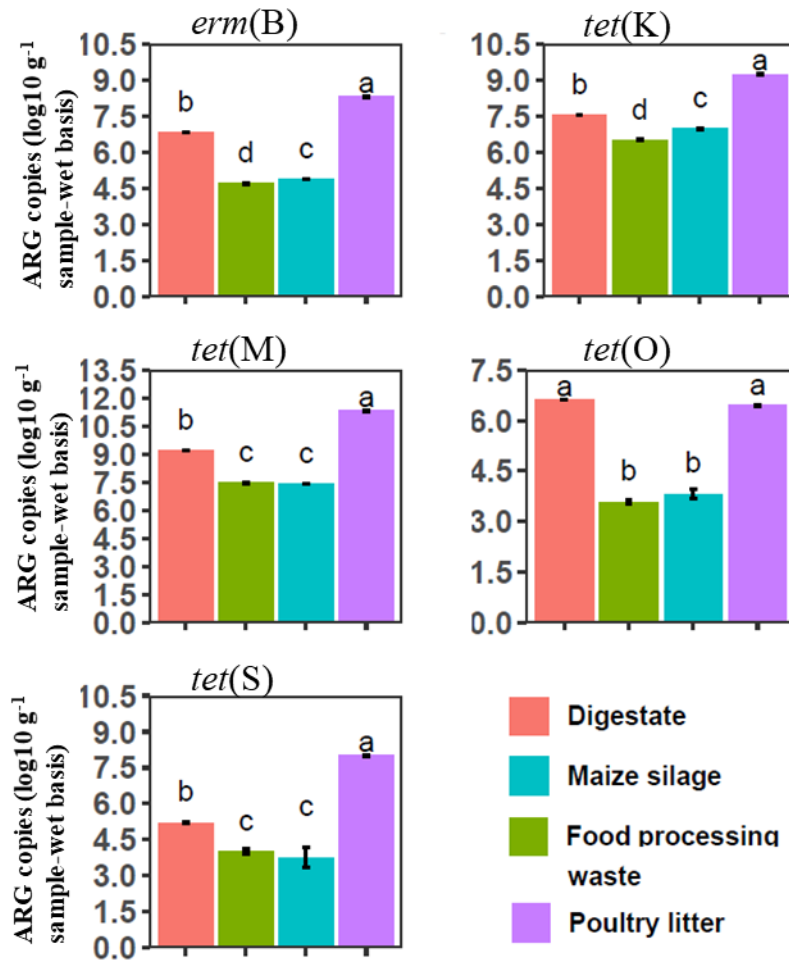 erm(B)
ARG copies (log10 g-1
sample-wet basis)
10.5
9.0
7.5
6.0
4.5
3.0
1.5
0.0
b
d
c
a
tet(K)
10.5
9.0
7.5
6.0
4.5
3.0
1.5
0.0
b
d
c
a
tet(M)
ARG copies (log10 g-1
sample-wet basis)
13.5
12.0
10.5
9.0
7.5
6.0
4.5
3.0
1.5
0.0
b
c
c
a
tet(O)
7.5
6.0
4.5
3.0
1.5
0.0
a
b
b
a
tet(S)
ARG copies (log10 g-1
sample-wet basis)
10.5
9.0
7.5
6.0
4.5
3.0
1.5
0.0
b
c
c
a
Digestate
Maize silage
Food processing
waste
Poultry litter